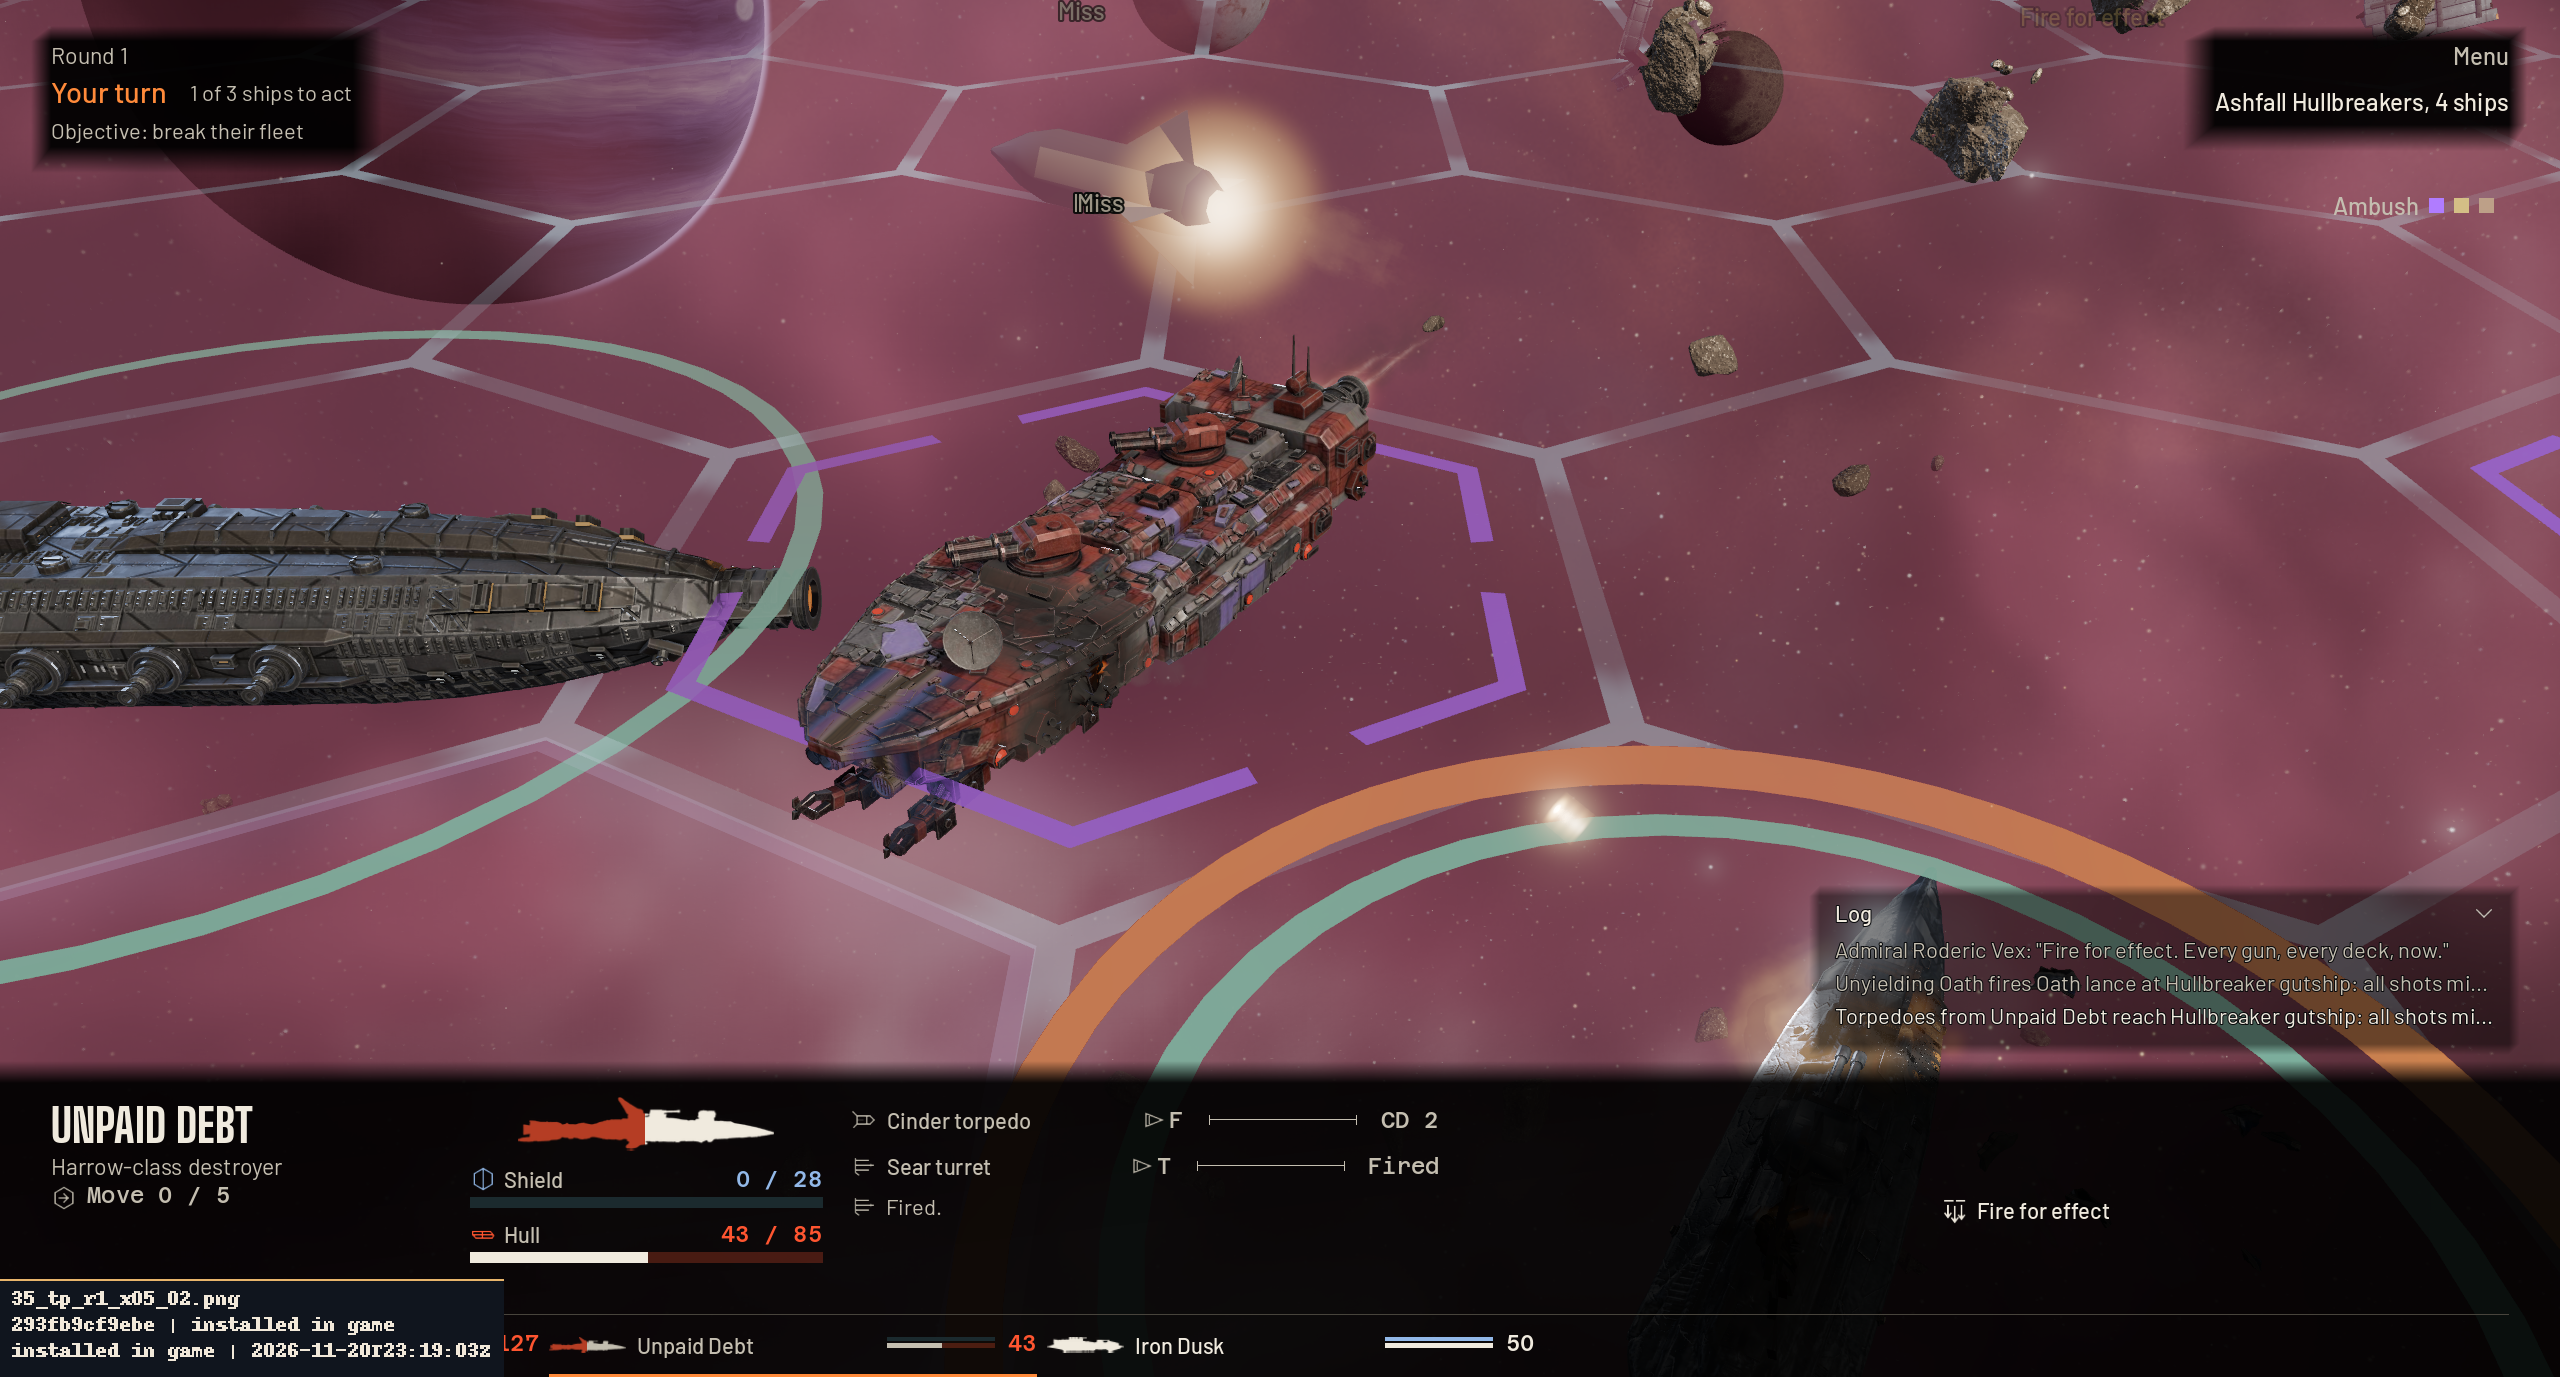 Miss
Fire for effect
Round 1
Your turn 1 of 3 ships to act
Objective: break their fleet
Menu
Ashfall Hullbreakers, 4 ships
Miss
Ambush
Log
Admiral Roderic Vex: "Fire for effect. Every gun, every deck, now."
Unyielding Oath fires Oath lance at Hullbreaker gutship: all shots mi...
Torpedoes from Unpaid Debt reach Hullbreaker gutship: all shots mi...
UNPAID DEBT
Harrow-class destroyer
Move 0 / 5
Shield 0 / 28
Hull 43 / 85
Cinder torpedo F CD 2
Sear turret T Fired
Fired.
Fire for effect
35_tp_r1_x05_02.png
293fb9cf9ebe | installed in game
installed in game | 2026-11-20T23:19:03Z
127 Unpaid Debt 43 Iron Dusk 50